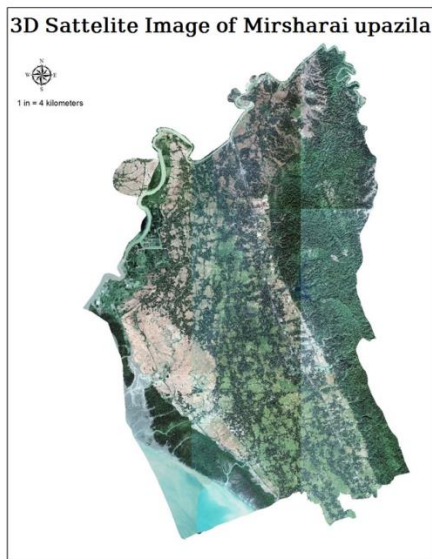 3D Sattelite Image of Mirsharai upazila
N
W E
S
1 in = 4 kilometers